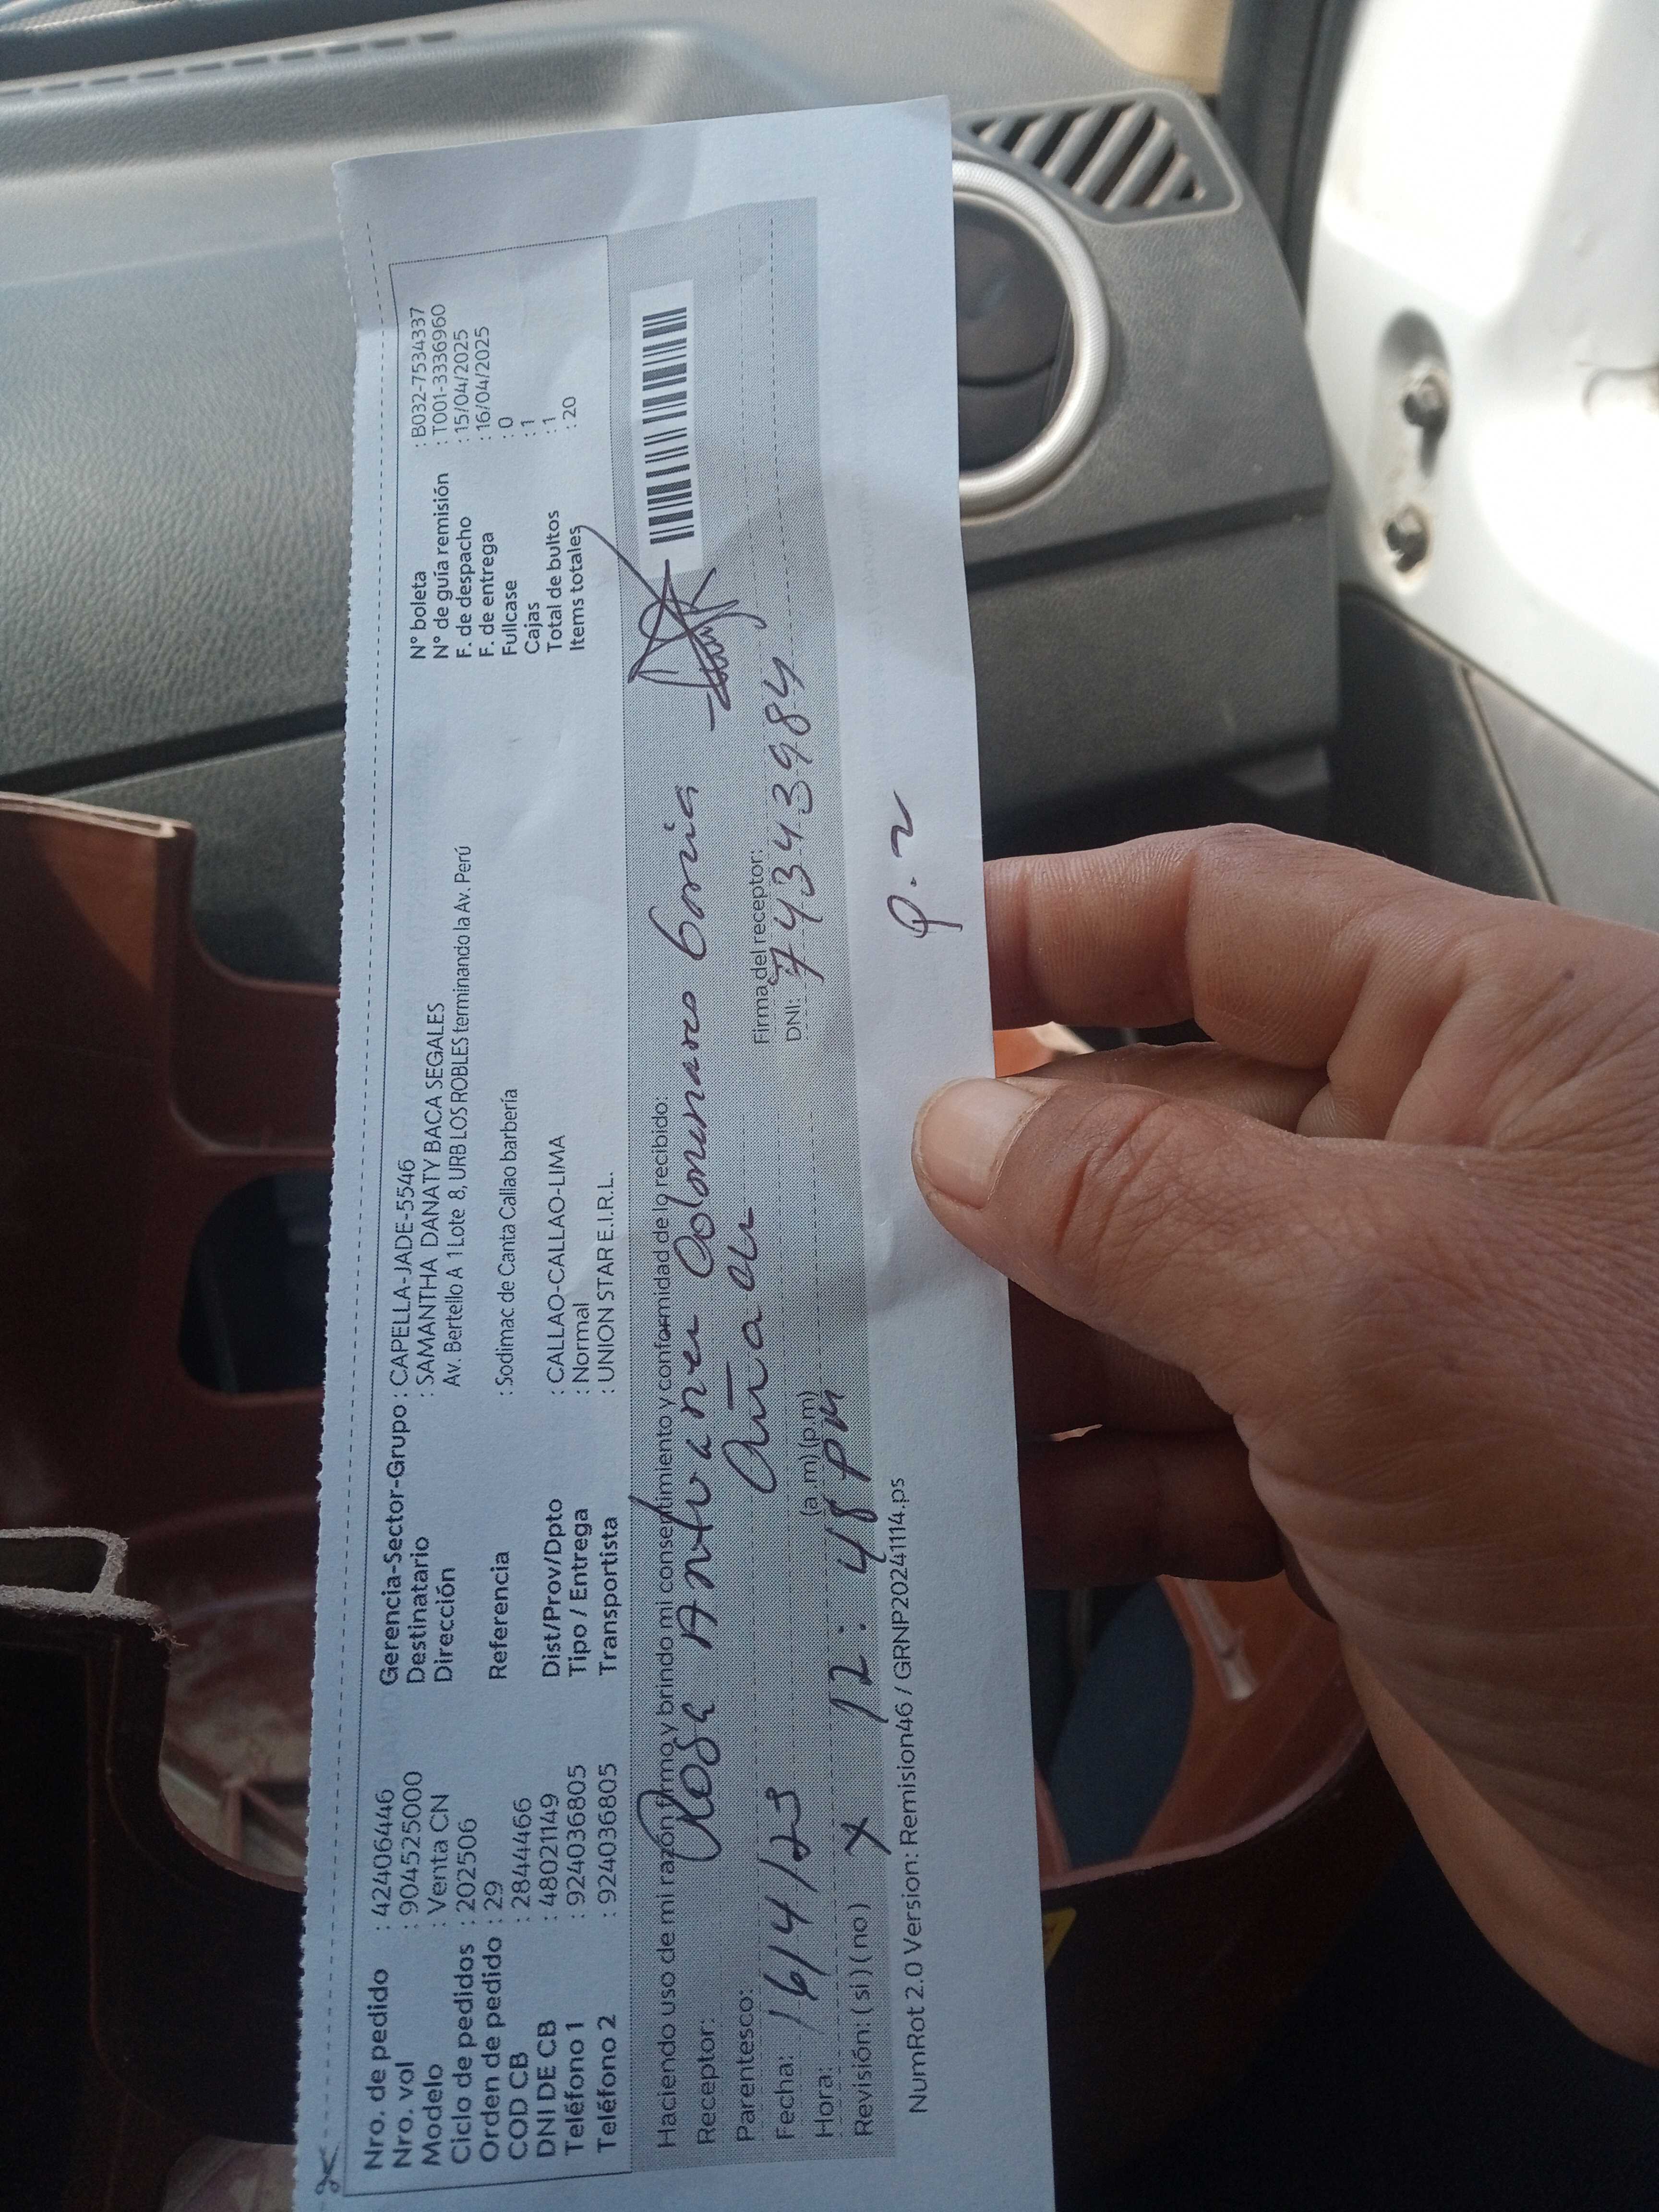 Nro. de pedido : 42406446
Nro. vol : 904525000
Modelo : Venta CN
Ciclo de pedidos : 202506
Orden de pedido : 29
COD CB : 2844466
DNI DE CB : 48021149
Teléfono 1 : 924036805
Teléfono 2 : 924036805
Gerencia-Sector-Grupo : CAPELLA-JADE-5546
Destinatario : SAMANTHA DANATY BACA SEGALES
Dirección Av. Bertello A 1 Lote 8, URB LOS ROBLES terminando la Av. Perú
Referencia : Sodimac de Canta Callao barbería
Dist/Prov/Dpto : CALLAO-CALLAO-LIMA
Tipo / Entrega : Normal
Transportista : UNION STAR E.I.R.L.
N° boleta : B032-7534337
N° de guía remisión : T001-3336960
F. de despacho : 15/04/2025
F. de entrega : 16/04/2025
Fullcase : 0
Cajas : 1
Total de bultos : 1
Items totales : 20
Haciendo uso de mi razón firmo y brindo mi consentimiento y conformidad de lo recibido:
Receptor: Rosa
Parentesco:
Firma del receptor:
Fecha: 16/4/25
DNI: 74343984
Hora: 12:48 pm (a.m)(p.m)
Revisión: (si)(no) x
P.2
NumRot 2.0 Version: Remision46 / GRNP20241114.ps